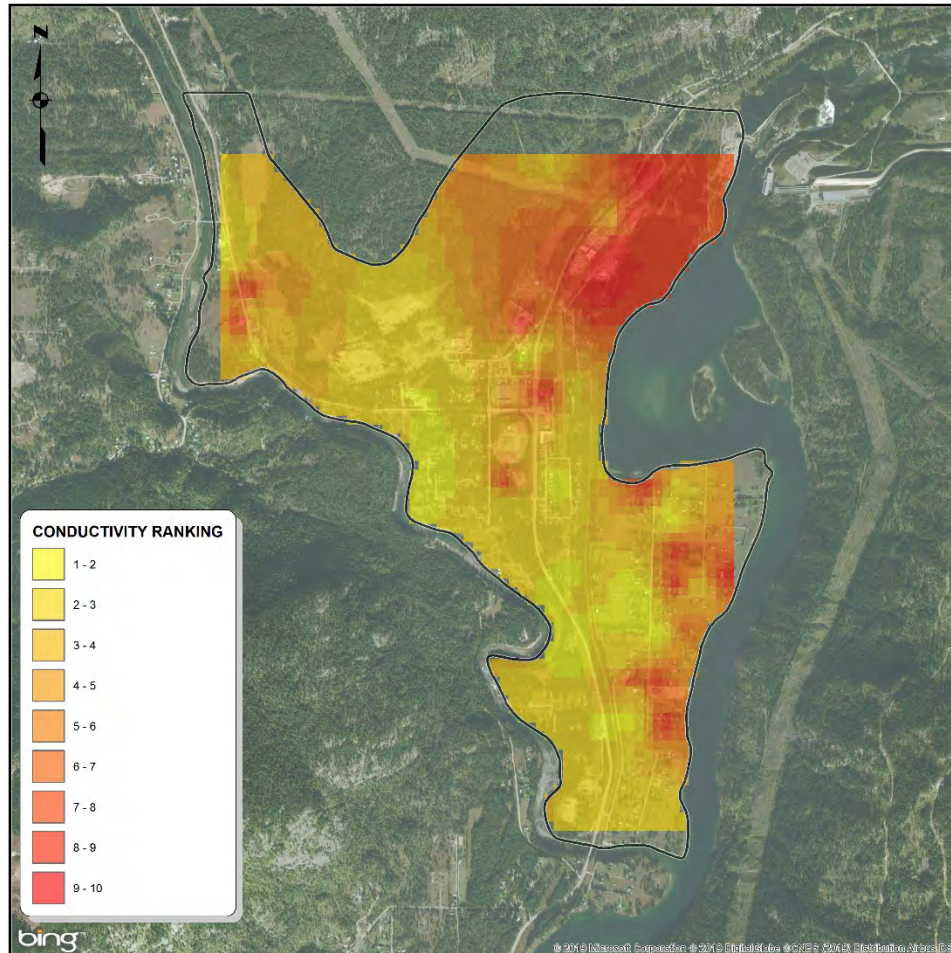 N
CONDUCTIVITY RANKING
1 - 2
2 - 3
3 - 4
4 - 5
5 - 6
6 - 7
7 - 8
8 - 9
9 - 10
bing
© 2019 Microsoft Corporation © 2019 DigitalGlobe ©CNES (2019) Distribution Airbus DS